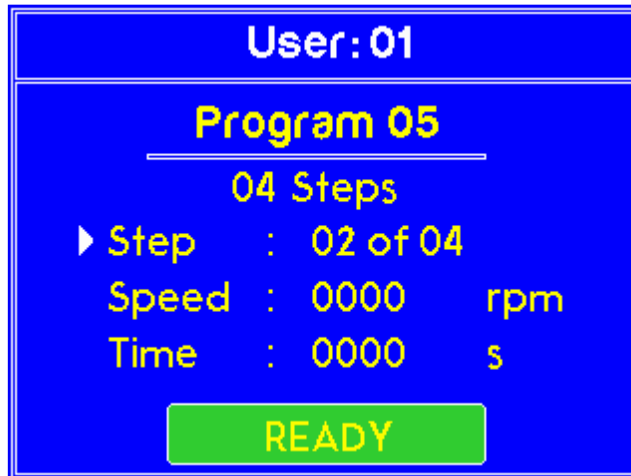 User:01
Program 05
04 Steps
Step : 02 of 04
Speed : 0000 rpm
Time : 0000 s
READY